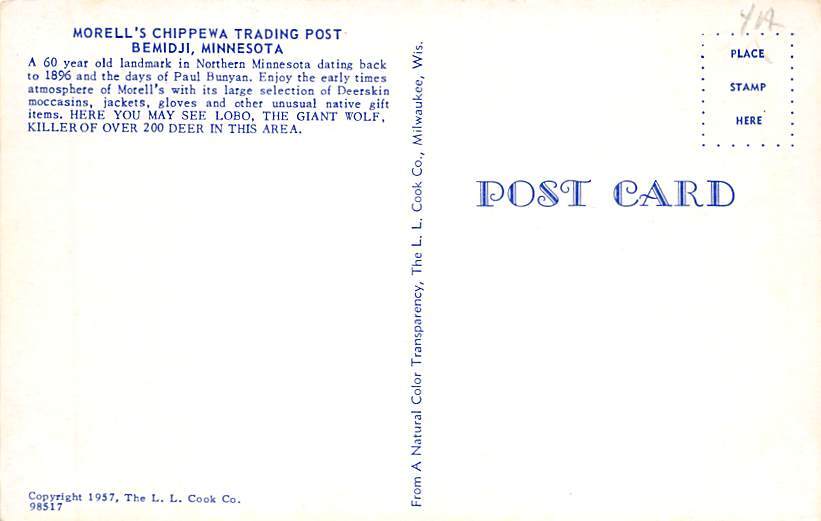 MORELL'S CHIPPEWA TRADING POST
BEMIDJI, MINNESOTA
A 60 year old landmark in Northern Minnesota dating back
to 1896 and the days of Paul Bunyan. Enjoy the early times
atmosphere of Morell's with its large selection of Deerskin
moccasins, jackets, gloves and other unusual native gift
items. HERE YOU MAY SEE LOBO, THE GIANT WOLF,
KILLER OF OVER 200 DEER IN THIS AREA.
Copyright 1957, The L. L. Cook Co.
98517
From A Natural Color Transparency, The L. L. Cook Co., Milwaukee, Wis.
PLACE
STAMP
HERE
POST CARD